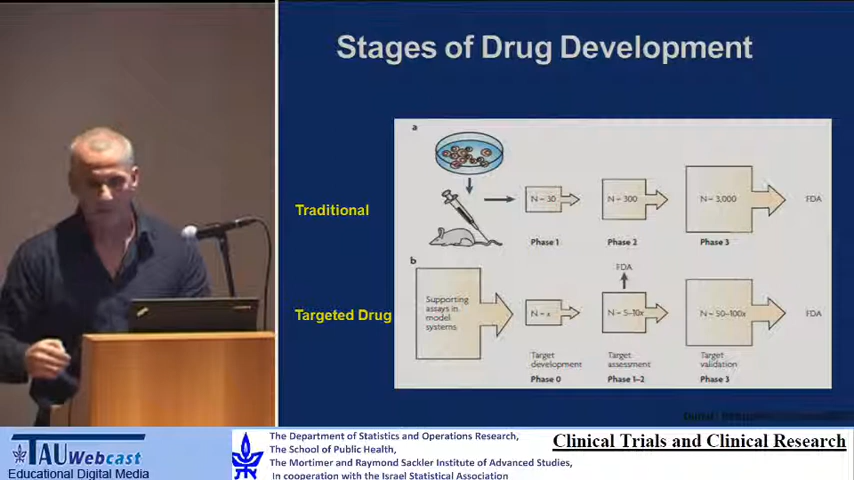 Stages of Drug Development
a
Traditional
N ~ 30
N ~ 300
N ~ 3,000
FDA
Phase 1
Phase 2
Phase 3
b
FDA
Targeted Drug
Supporting
assays in
model
systems
N ~ x
N ~ 5–10x
N ~ 50–100x
FDA
Target
development
Phase 0
Target
assessment
Phase 1–2
Target
validation
Phase 3
TAU Webcast
Educational Digital Media
The Department of Statistics and Operations Research,
The School of Public Health,
The Mortimer and Raymond Sackler Institute of Advanced Studies,
In cooperation with the Israel Statistical Association
Clinical Trials and Clinical Research